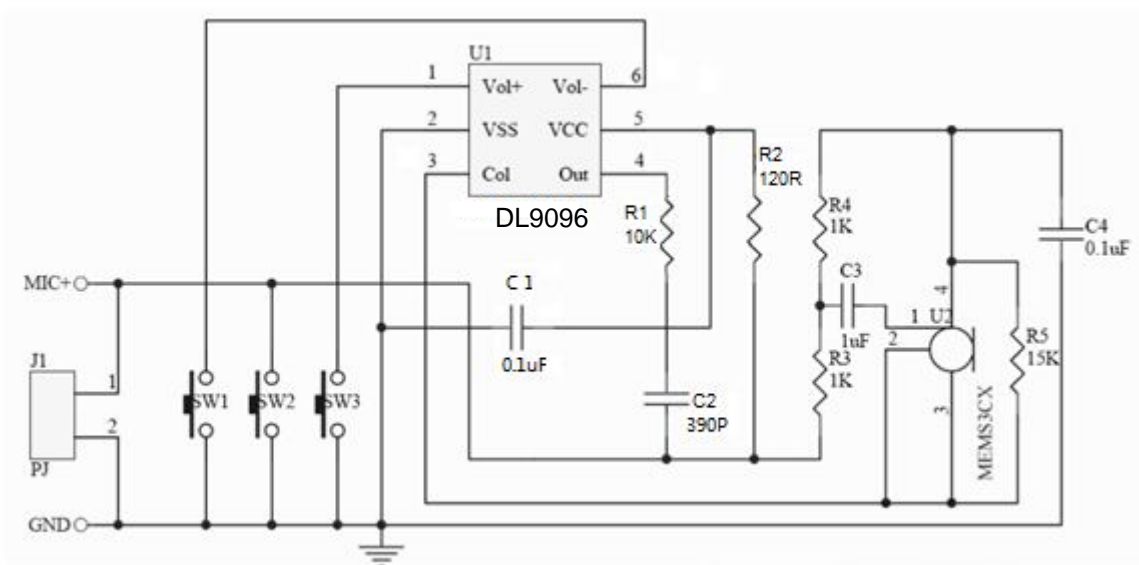 U1
1 Vol+ Vol- 6
2 VSS VCC 5
3 Col Out 4
DL9096
R1
10K
R2
120R
R4
1K
C3
1uF
C4
0.1uF
MIC+
C 1
0.1uF
4
1 U2
2
3
R3
1K
R5
15K
MEMS3CX
J1
1
2
PJ
SW1 SW2 SW3
C2
390P
GND